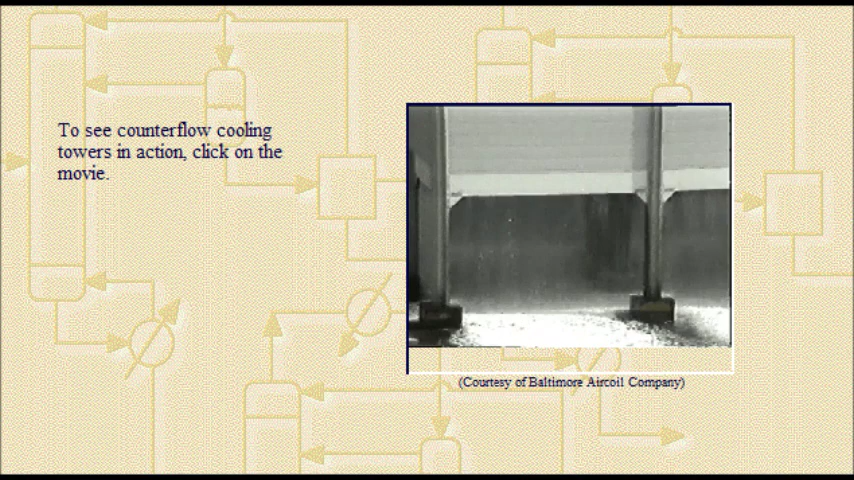 To see counterflow cooling
towers in action, click on the
movie.
(Courtesy of Baltimore Aircoil Company)